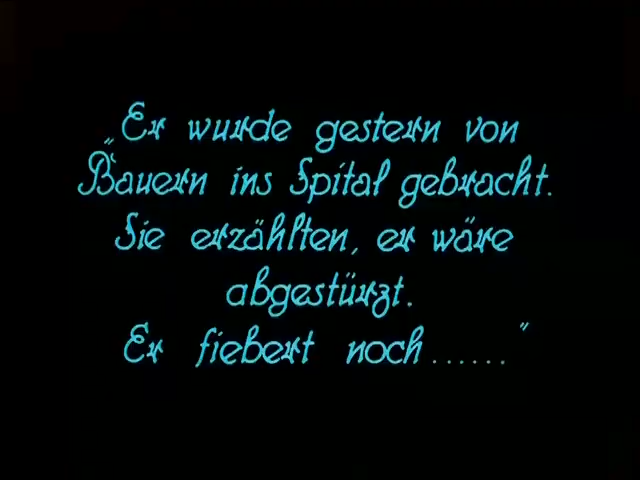 „Er wurde gestern von
Bauern ins Spital gebracht.
Sie erzählten, er wäre
abgestürzt.
Er fiebert noch......"